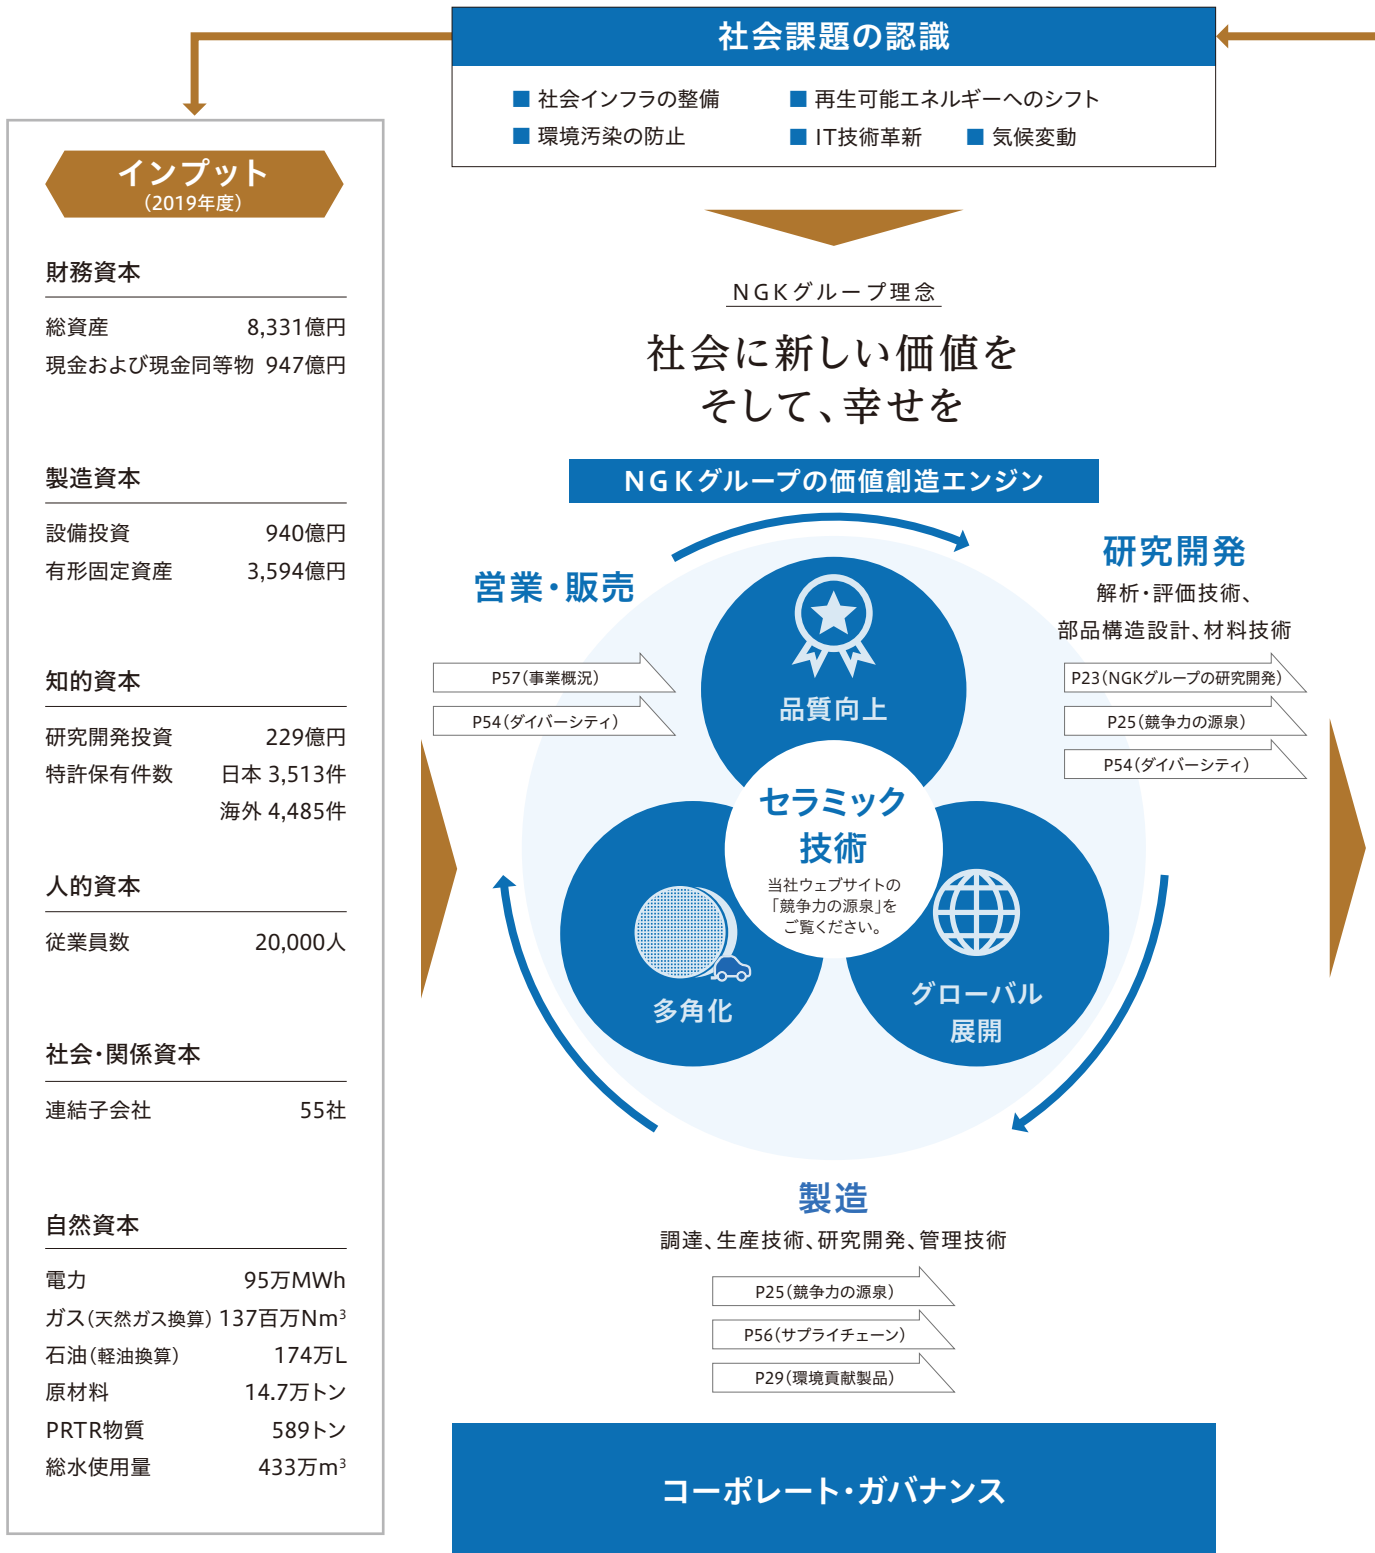 社会課題の認識
■ 社会インフラの整備 ■ 再生可能エネルギーへのシフト
■ 環境汚染の防止 ■ IT技術革新 ■ 気候変動
インプット
（2019年度）
財務資本
総資産 8,331億円
現金および現金同等物 947億円
製造資本
設備投資 940億円
有形固定資産 3,594億円
知的資本
研究開発投資 229億円
特許保有件数 日本 3,513件
海外 4,485件
人的資本
従業員数 20,000人
社会・関係資本
連結子会社 55社
自然資本
電力 95万MWh
ガス（天然ガス換算） 137百万Nm³
石油（軽油換算） 174万L
原材料 14.7万トン
PRTR物質 589トン
総水使用量 433万m³
NGKグループ理念
社会に新しい価値を
そして、幸せを
NGKグループの価値創造エンジン
営業・販売
P57（事業概況）
P54（ダイバーシティ）
研究開発
解析・評価技術、
部品構造設計、材料技術
P23（NGKグループの研究開発）
P25（競争力の源泉）
P54（ダイバーシティ）
品質向上
セラミック
技術
当社ウェブサイトの
「競争力の源泉」を
ご覧ください。
多角化
グローバル
展開
製造
調達、生産技術、研究開発、管理技術
P25（競争力の源泉）
P56（サプライチェーン）
P29（環境貢献製品）
コーポレート・ガバナンス